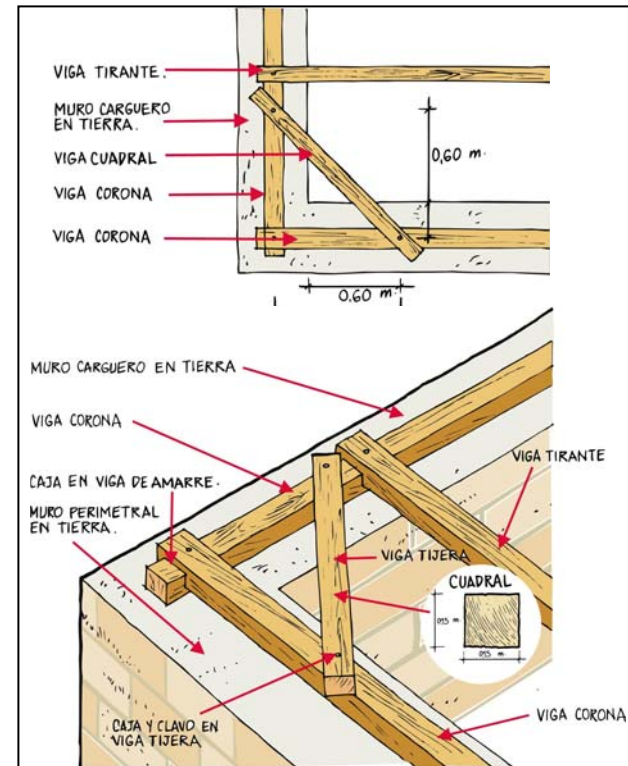 VIGA TIRANTE.
MURO CARGUERO
EN TIERRA.
VIGA CUADRAL
VIGA CORONA
VIGA CORONA
0,60 m.
0,60 m.
MURO CARGUERO EN TIERRA
VIGA CORONA
CAJA EN VIGA DE AMARRE.
MURO PERIMETRAL
EN TIERRA.
VIGA TIRANTE
VIGA TIJERA
CUADRAL
CAJA Y CLAVO EN
VIGA TIJERA
VIGA CORONA